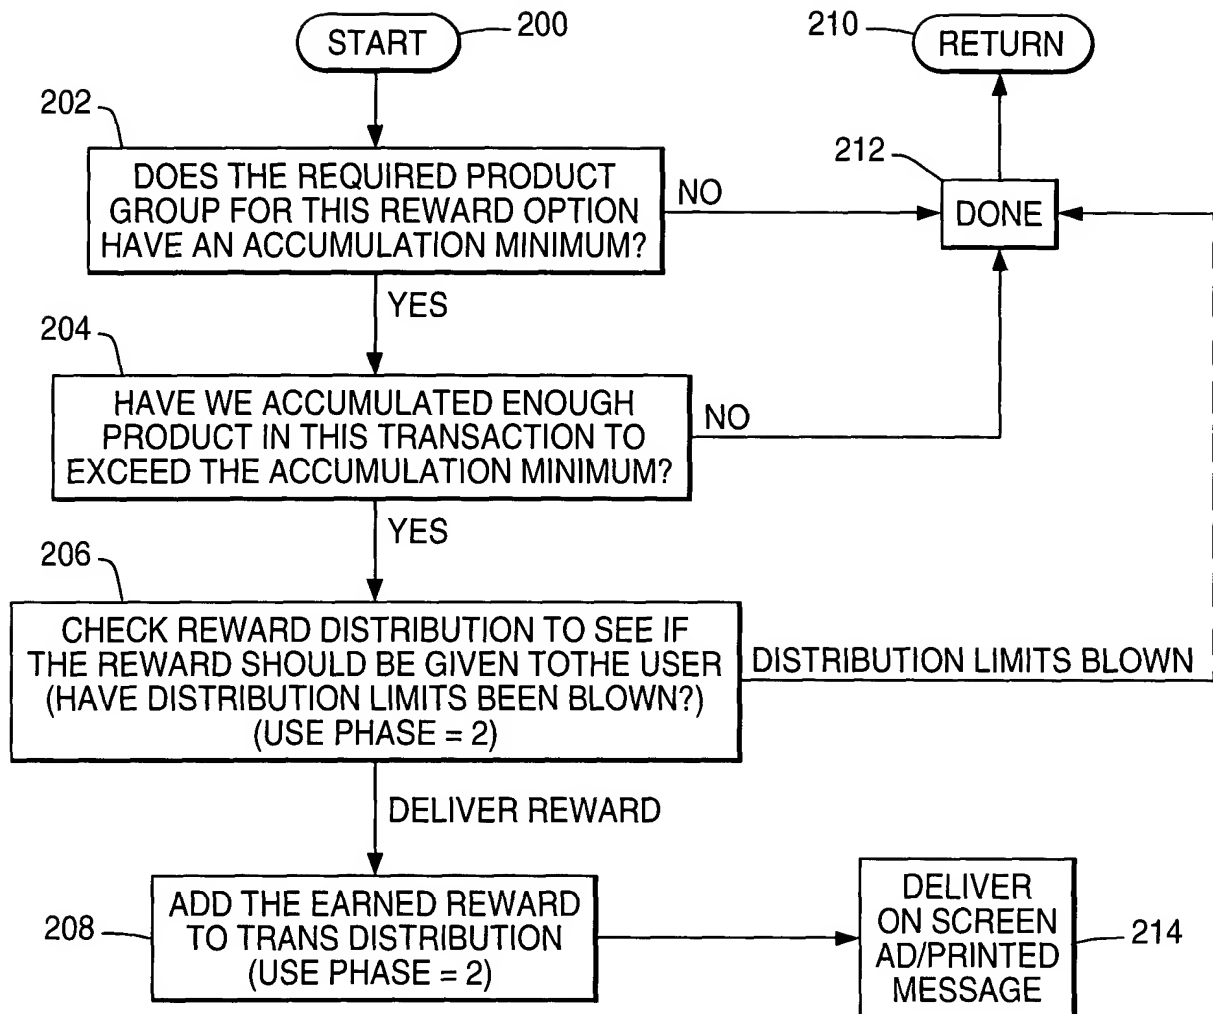 START
200
210
RETURN
202
DOES THE REQUIRED PRODUCT
GROUP FOR THIS REWARD OPTION
HAVE AN ACCUMULATION MINIMUM?
NO
212
DONE
YES
204
HAVE WE ACCUMULATED ENOUGH
PRODUCT IN THIS TRANSACTION TO
EXCEED THE ACCUMULATION MINIMUM?
NO
YES
206
CHECK REWARD DISTRIBUTION TO SEE IF
THE REWARD SHOULD BE GIVEN TOTHE USER
(HAVE DISTRIBUTION LIMITS BEEN BLOWN?)
(USE PHASE = 2)
DISTRIBUTION LIMITS BLOWN
DELIVER REWARD
208
ADD THE EARNED REWARD
TO TRANS DISTRIBUTION
(USE PHASE = 2)
DELIVER
ON SCREEN
AD/PRINTED
MESSAGE
214